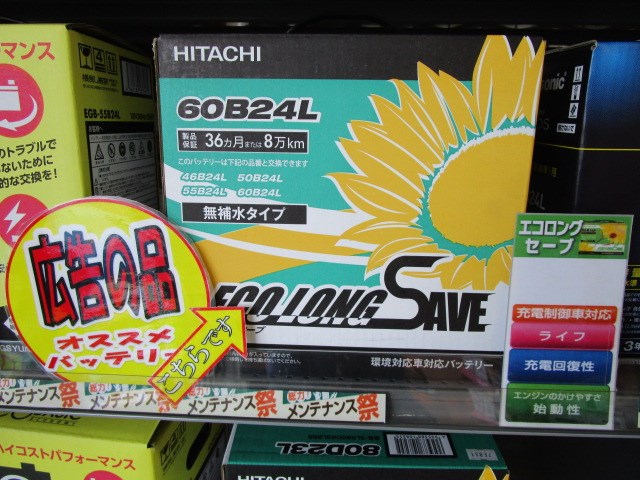 ーマンス
のトラブルで
ないために
的な交換を!
EGB-55B24L
HITACHI
60B24L
製品保証 36カ月または8万km
このバッテリーは下記の品番と交換できます
46B24L 50B24L
55B24L 60B24L
無補水タイプ
ECO LONG SAVE
環境対応車対応バッテリー
広告の品
オススメ
バッテリー
こちらです
エコロング
セーブ
充電制御車対応
ライフ
充電回復性
エンジンのかけやすさ
始動性
メンテナンス祭
メンテナンス祭
メンテナンス祭
ハイコストパフォーマンス
HITACHI
80D23L